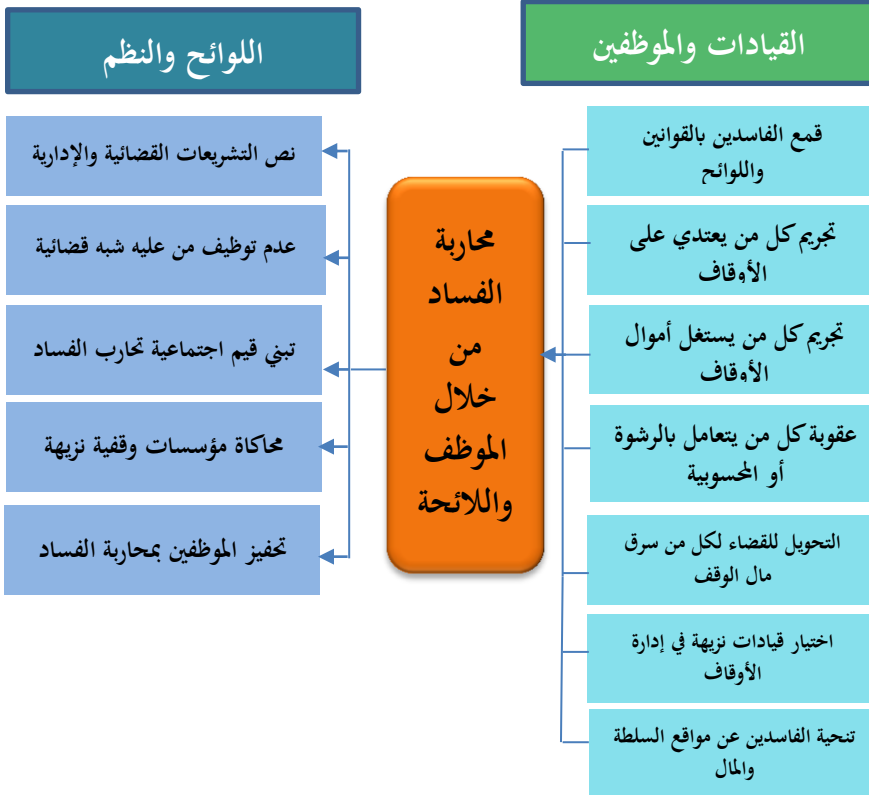 القيادات والموظفين
قمع الفاسدين بالقوانين
واللوائح
تجريم كل من يعتدي على
الأوقاف
تجريم كل من يستغل أموال
الأوقاف
عقوبة كل من يتعامل بالرشوة
أو المحسوبية
التحويل للقضاء لكل من سرق
مال الوقف
اختيار قيادات نزيهة في إدارة
الأوقاف
تنحية الفاسدين عن مواقع السلطة
والمال
محاربة
الفساد
من
خلال
الموظف
واللائحة
اللوائح والنظم
نص التشريعات القضائية والإدارية
عدم توظيف من عليه شبه قضائية
تبني قيم اجتماعية تحارب الفساد
محاكاة مؤسسات وقفية نزيهة
تحفيز الموظفين بمحاربة الفساد